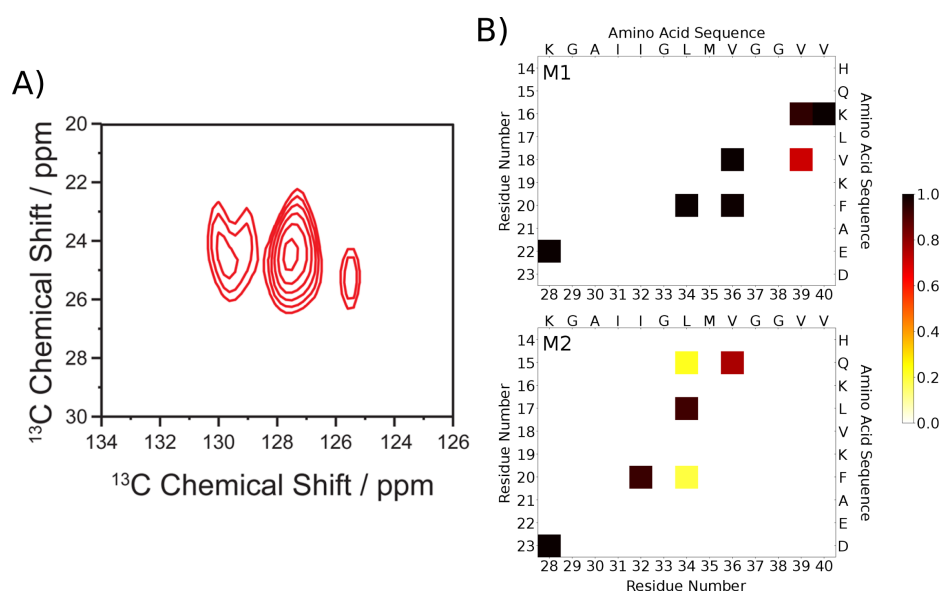 A)
20
22
24
26
28
30
134
132
130
128
126
124
126
¹³C Chemical Shift / ppm
¹³C Chemical Shift / ppm
B)
Amino Acid Sequence
K G A I I G L M V G G V V
M1
14 H
15 Q
16 K
17 L
18 V
19 K
20 F
21 A
22 E
23 D
Residue Number
Amino Acid Sequence
28 29 30 31 32 33 34 35 36 37 38 39 40
K G A I I G L M V G G V V
M2
14 H
15 Q
16 K
17 L
18 V
19 K
20 F
21 A
22 E
23 D
Residue Number
Amino Acid Sequence
28 29 30 31 32 33 34 35 36 37 38 39 40
Residue Number
1.0
0.8
0.6
0.4
0.2
0.0